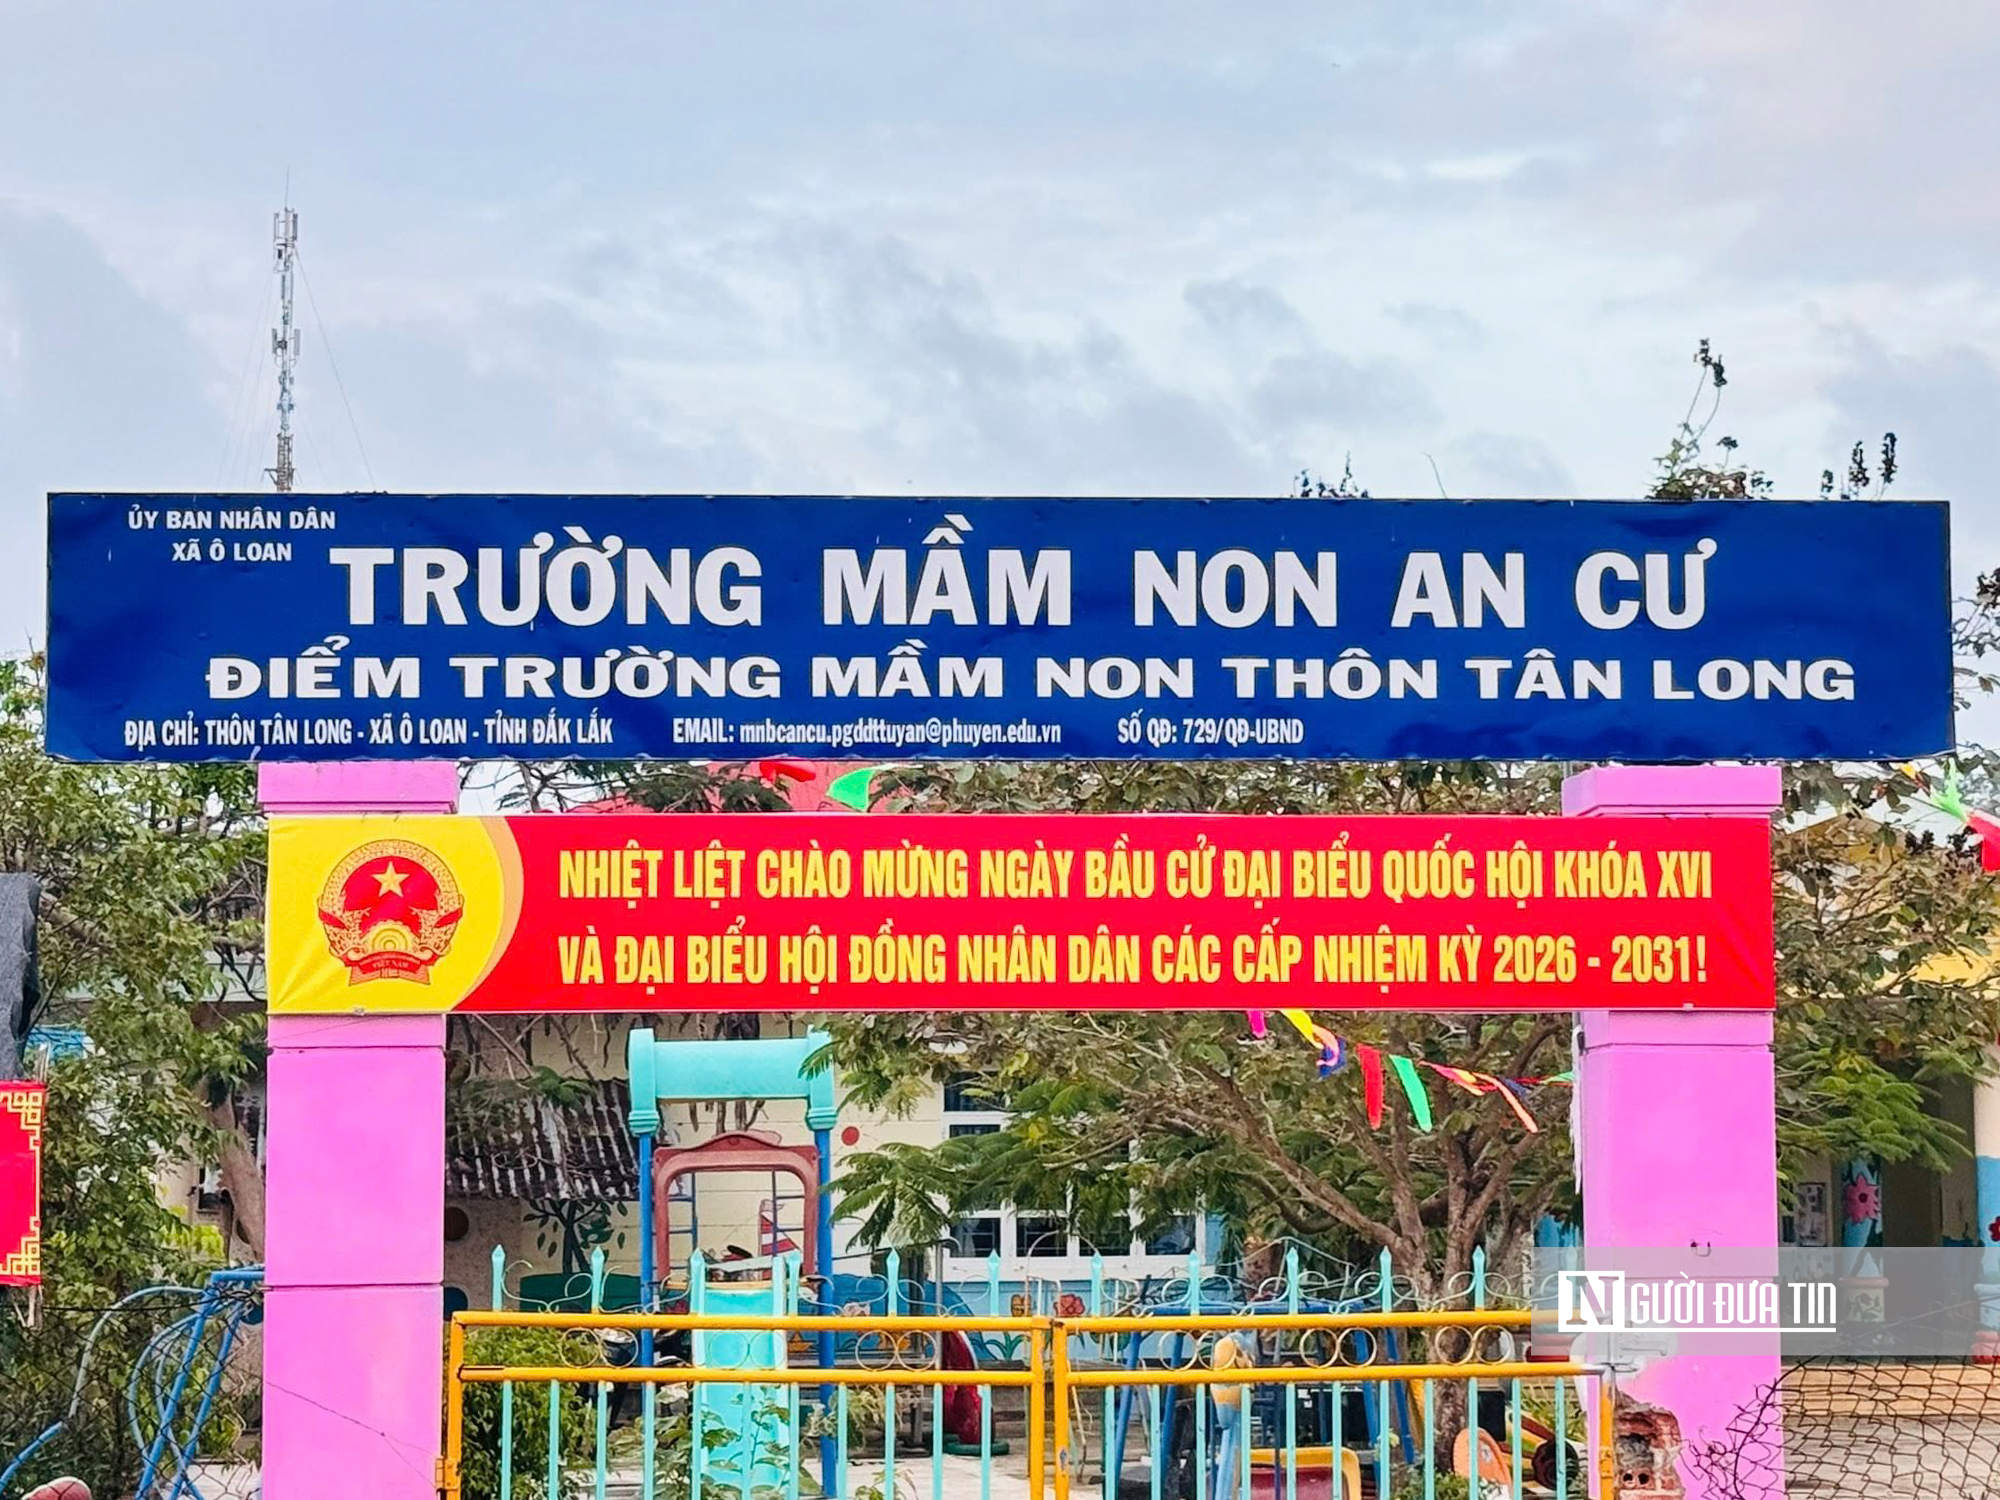 ỦY BAN NHÂN DÂN
XÃ Ô LOAN
TRƯỜNG MẦM NON AN CƯ
ĐIỂM TRƯỜNG MẦM NON THÔN TÂN LONG
ĐỊA CHỈ: THÔN TÂN LONG - XÃ Ô LOAN - TỈNH ĐẮK LẮK EMAIL: mnbcancu.pgddttuyan@phuyen.edu.vn SỐ QĐ: 729/QĐ-UBND
NHIỆT LIỆT CHÀO MỪNG NGÀY BẦU CỬ ĐẠI BIỂU QUỐC HỘI KHÓA XVI
VÀ ĐẠI BIỂU HỘI ĐỒNG NHÂN DÂN CÁC CẤP NHIỆM KỲ 2026 - 2031!
VIỆT NAM
NGƯỜI ĐƯA TIN